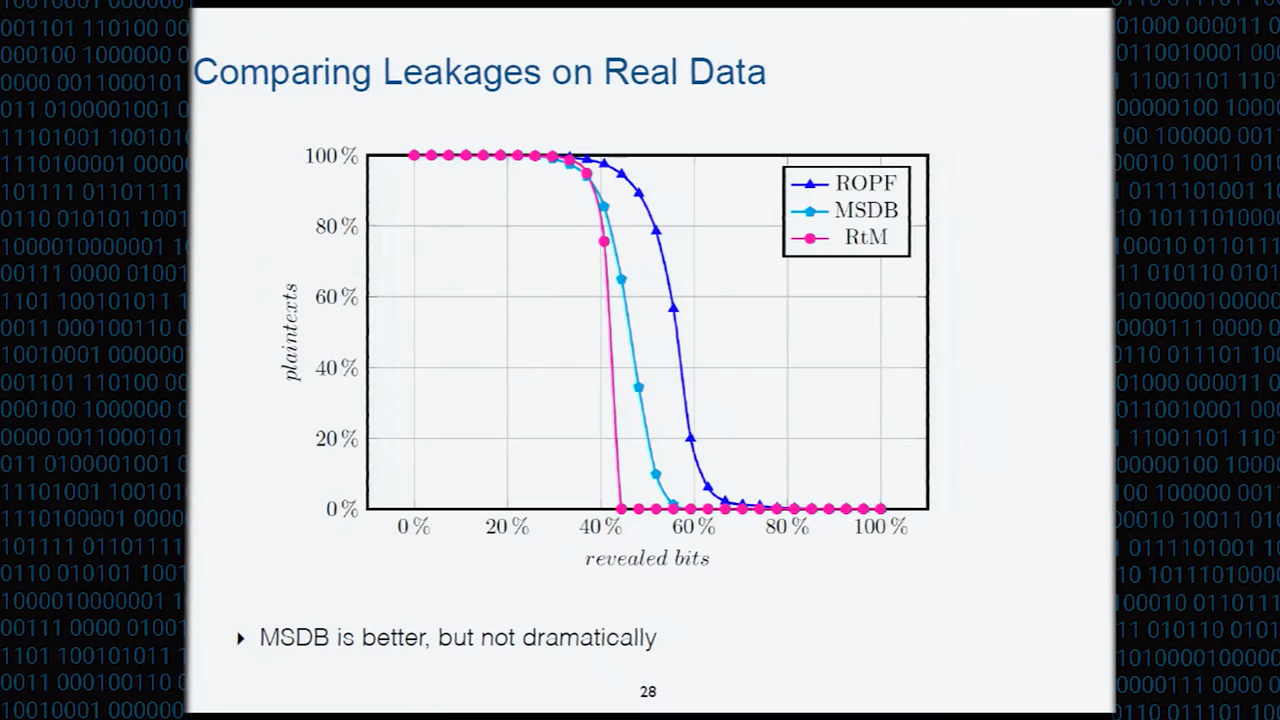 Comparing Leakages on Real Data
100 %
80 %
60 %
40 %
20 %
0 %
plaintexts
ROPF
MSDB
RtM
0 %
20 %
40 %
60 %
80 %
100 %
revealed bits
MSDB is better, but not dramatically
28